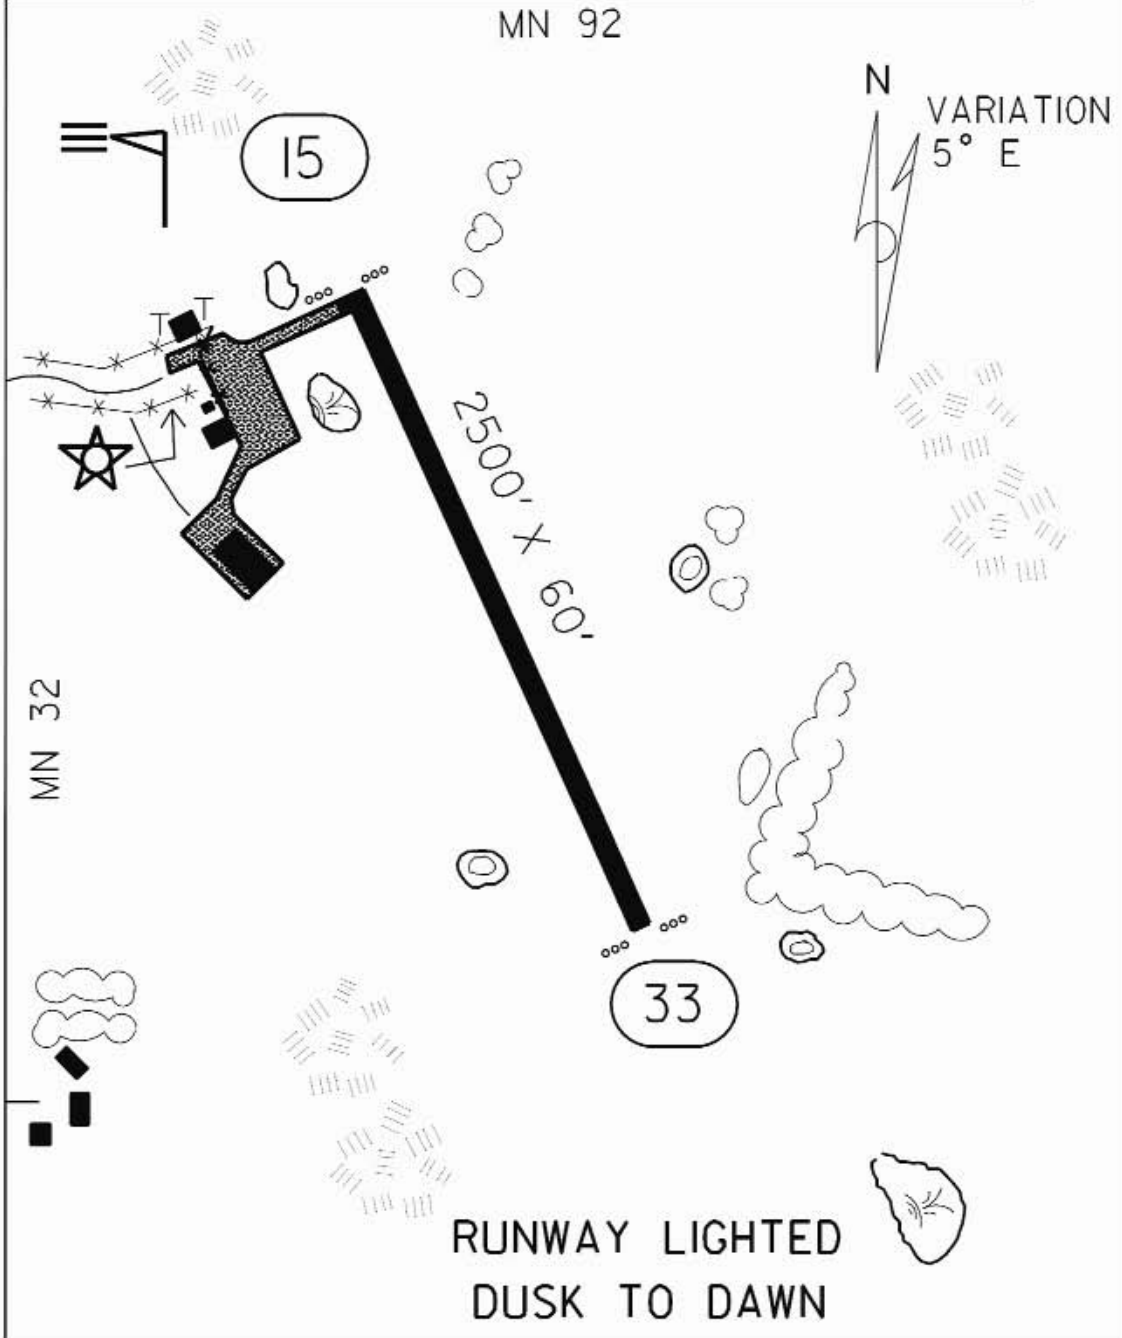 MN 92
N
VARIATION
5° E
15
T T
2500' X 60'
MN 32
33
RUNWAY LIGHTED
DUSK TO DAWN